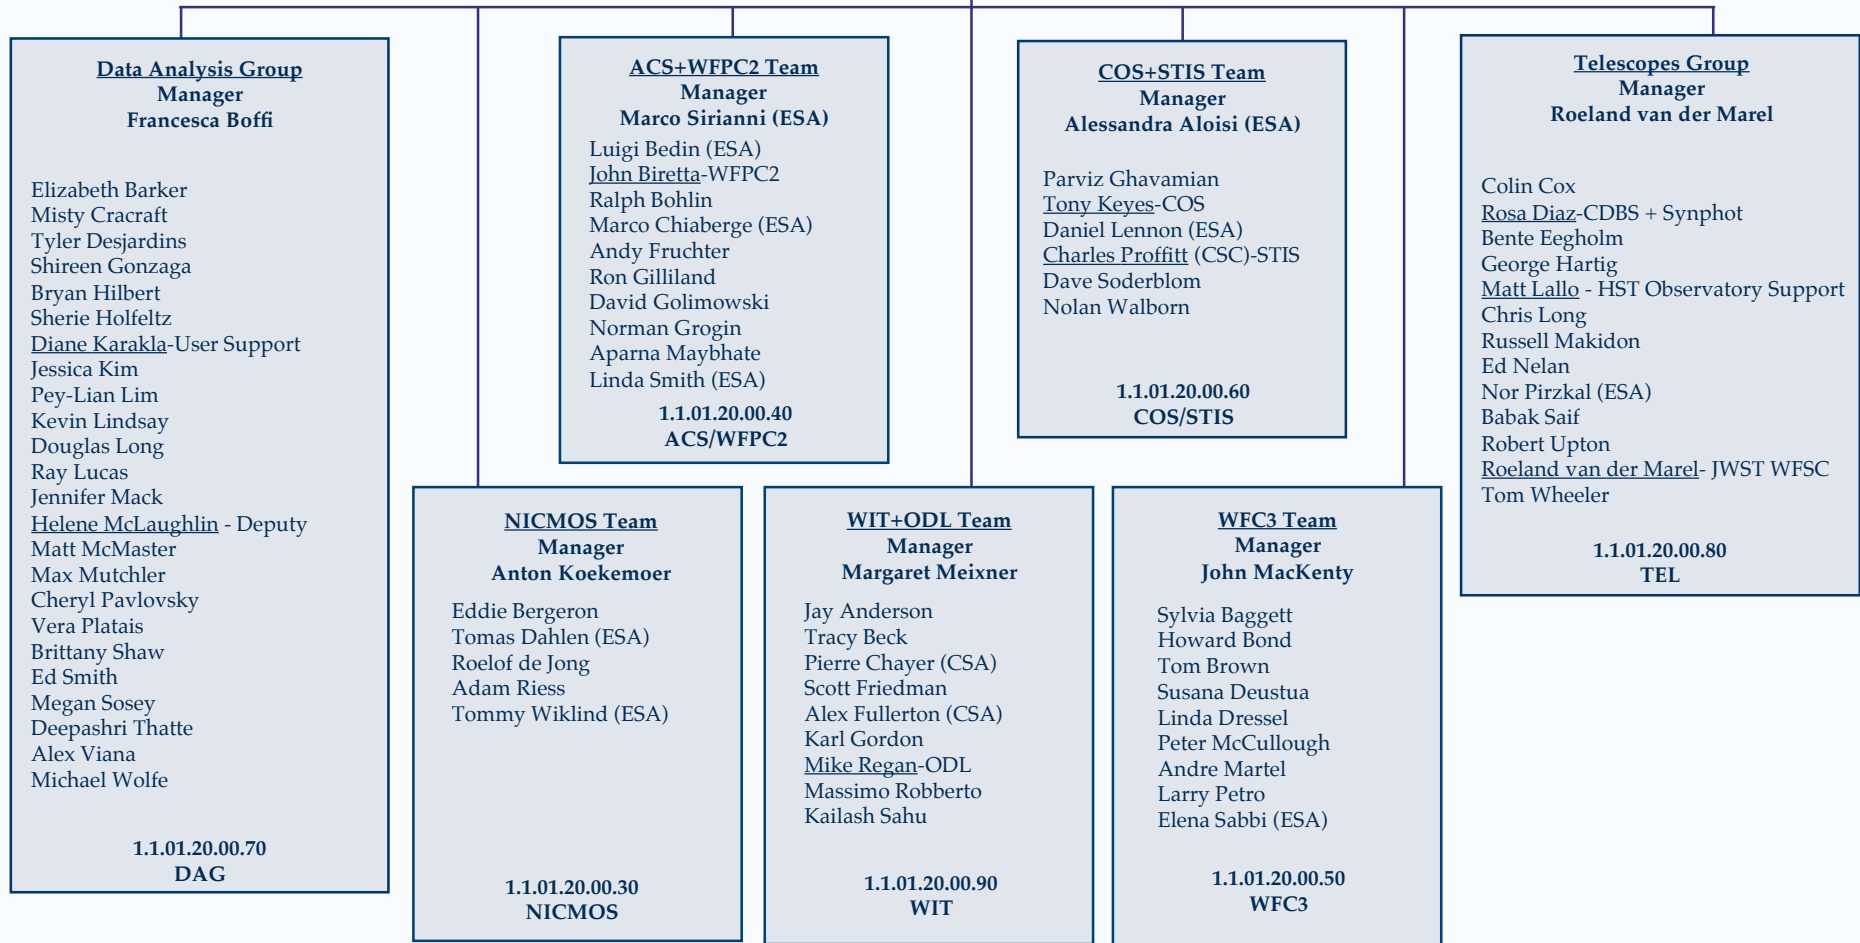 Data Analysis Group
Manager
Francesca Boffi
Elizabeth Barker
Misty Cracraft
Tyler Desjardins
Shireen Gonzaga
Bryan Hilbert
Sherie Holfeltz
Diane Karakla-User Support
Jessica Kim
Pey-Lian Lim
Kevin Lindsay
Douglas Long
Ray Lucas
Jennifer Mack
Helene McLaughlin - Deputy
Matt McMaster
Max Mutchler
Cheryl Pavlovsky
Vera Platais
Brittany Shaw
Ed Smith
Megan Sosey
Deepashri Thatte
Alex Viana
Michael Wolfe
1.1.01.20.00.70
DAG
ACS+WFPC2 Team
Manager
Marco Sirianni (ESA)
Luigi Bedin (ESA)
John Biretta-WFPC2
Ralph Bohlin
Marco Chiaberge (ESA)
Andy Fruchter
Ron Gilliland
David Golimowski
Norman Grogin
Aparna Maybhate
Linda Smith (ESA)
1.1.01.20.00.40
ACS/WFPC2
COS+STIS Team
Manager
Alessandra Aloisi (ESA)
Parviz Ghavamian
Tony Keyes-COS
Daniel Lennon (ESA)
Charles Proffitt (CSC)-STIS
Dave Soderblom
Nolan Walborn
1.1.01.20.00.60
COS/STIS
Telescopes Group
Manager
Roeland van der Marel
Colin Cox
Rosa Diaz-CDBS + Synphot
Bente Eegholm
George Hartig
Matt Lallo - HST Observatory Support
Chris Long
Russell Makidon
Ed Nelan
Nor Pirzkal (ESA)
Babak Saif
Robert Upton
Roeland van der Marel- JWST WFSC
Tom Wheeler
1.1.01.20.00.80
TEL
NICMOS Team
Manager
Anton Koekemoer
Eddie Bergeron
Tomas Dahlen (ESA)
Roelof de Jong
Adam Riess
Tommy Wiklind (ESA)
1.1.01.20.00.30
NICMOS
WIT+ODL Team
Manager
Margaret Meixner
Jay Anderson
Tracy Beck
Pierre Chayer (CSA)
Scott Friedman
Alex Fullerton (CSA)
Karl Gordon
Mike Regan-ODL
Massimo Robberto
Kailash Sahu
1.1.01.20.00.90
WIT
WFC3 Team
Manager
John MacKenty
Sylvia Baggett
Howard Bond
Tom Brown
Susana Deustua
Linda Dressel
Peter McCullough
Andre Martel
Larry Petro
Elena Sabbi (ESA)
1.1.01.20.00.50
WFC3